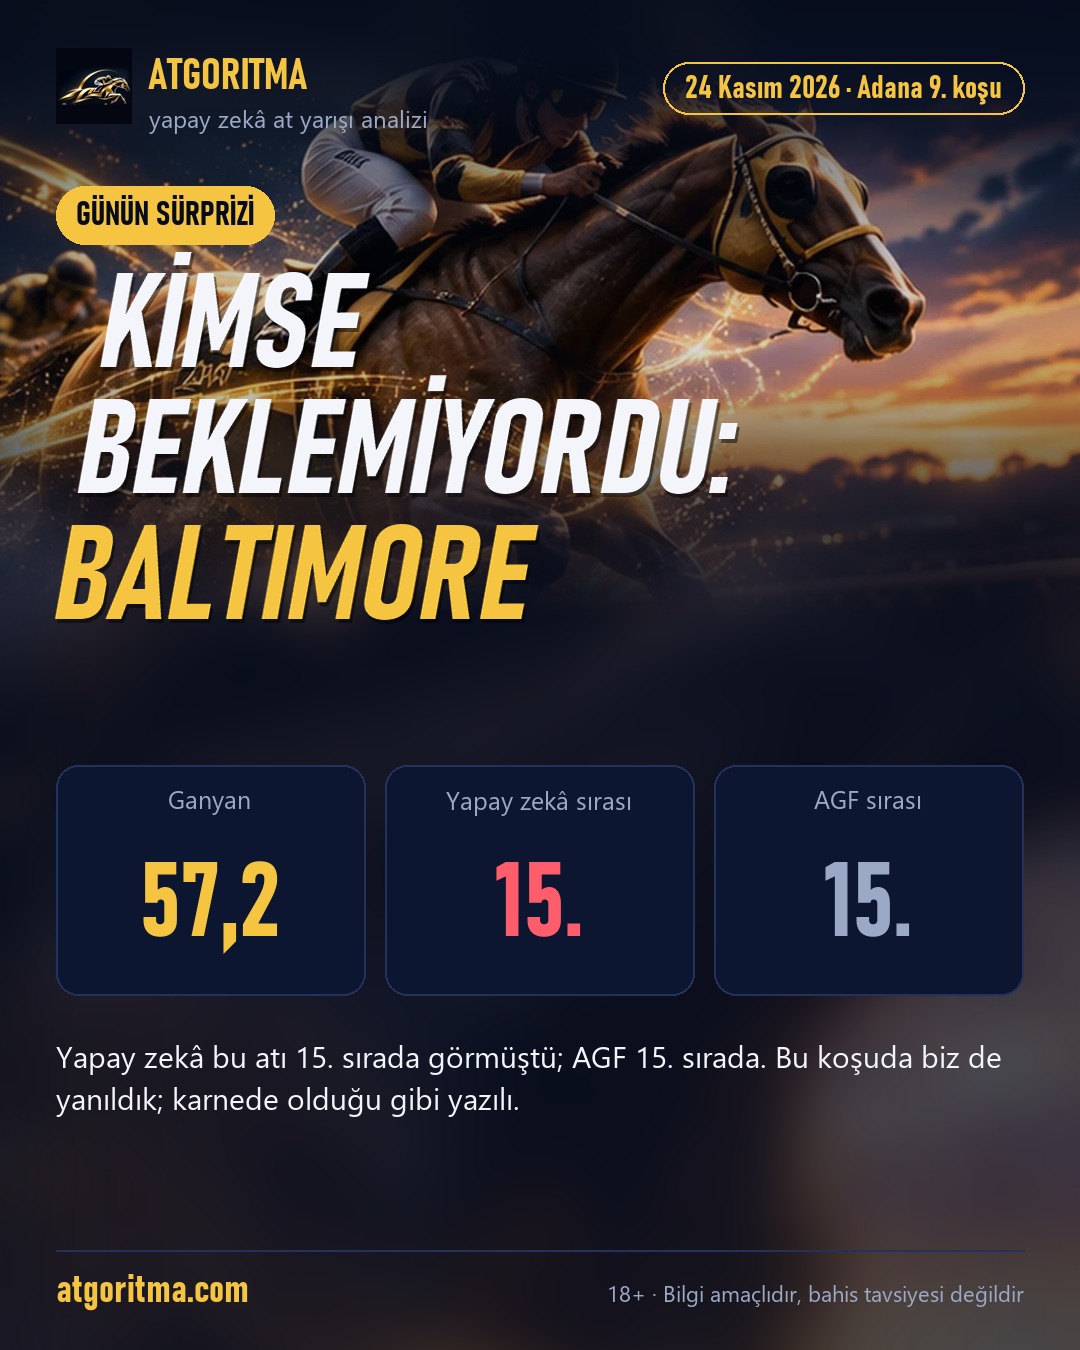 ATGORITMA
yapay zekâ at yarışı analizi
24 Kasım 2026 · Adana 9. koşu
GÜNÜN SÜRPRİZİ
KİMSE
BEKLEMİYORDU:
BALTIMORE
Ganyan
57,2
Yapay zekâ sırası
15.
AGF sırası
15.
Yapay zekâ bu atı 15. sırada görmüştü; AGF 15. sırada. Bu koşuda biz de
yanıldık; karnede olduğu gibi yazılı.
atgoritma.com
18+ · Bilgi amaçlıdır, bahis tavsiyesi değildir